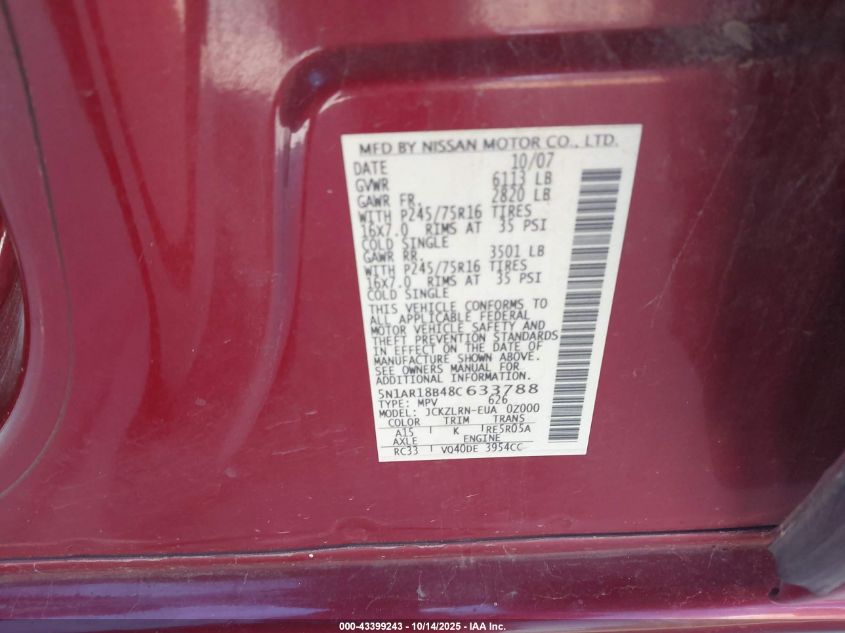 MFD BY NISSAN MOTOR CO., LTD.
DATE 10/07
GVWR 6113 LB
GAWR FR. 2820 LB
WITH P245/75R16 TIRES
16x7.0 RIMS AT 35 PSI
COLD SINGLE
GAWR RR. 3501 LB
WITH P245/75R16 TIRES
16x7.0 RIMS AT 35 PSI
COLD SINGLE
THIS VEHICLE CONFORMS TO
ALL APPLICABLE FEDERAL
MOTOR VEHICLE SAFETY AND
THEFT PREVENTION STANDARDS
IN EFFECT ON THE DATE OF
MANUFACTURE SHOWN ABOVE.
SEE OWNERS MANUAL FOR
ADDITIONAL INFORMATION.
5N1AR18B48C633788
TYPE: MPV 626
MODEL: JCKZLRN-EUA 0Z000
COLOR TRIM TRANS
A15 K RE5R05A
AXLE ENGINE
RC33 VQ40DE 3954CC
000-43399243 - 10/14/2025 - IAA Inc.